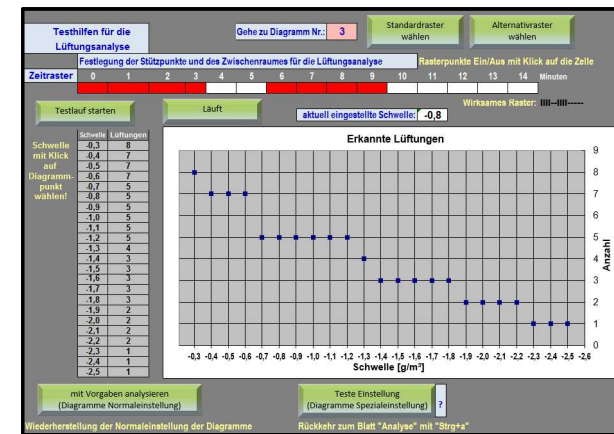 Testhilfen für die Lüftungsanalyse
Gehe zu Diagramm Nr.: 3
Standardraster wählen
Alternativraster wählen
Festlegung der Stützpunkte und des Zwischenraumes für die Lüftungsanalyse
Rasterpunkte Ein/Aus mit Klick auf die Zelle
Zeitraster 0 1 2 3 4 5 6 7 8 9 10 11 12 13 14 Minuten
Wirksames Raster: IIII--IIII-----
Testlauf starten
Läuft
aktuell eingestellte Schwelle: -0,8
Schwelle mit Klick auf Diagramm-punkt wählen!
Schwelle Lüftungen
-0,3 8
-0,4 7
-0,5 7
-0,6 7
-0,7 5
-0,8 5
-0,9 5
-1,0 5
-1,1 5
-1,2 5
-1,3 4
-1,4 3
-1,5 3
-1,6 3
-1,7 3
-1,8 3
-1,9 2
-2,0 2
-2,1 2
-2,2 2
-2,3 1
-2,4 1
-2,5 1
Erkannte Lüftungen
9
8
7
6
5
4
3
2
1
0
Anzahl
-0,3 -0,4 -0,5 -0,6 -0,7 -0,8 -0,9 -1,0 -1,1 -1,2 -1,3 -1,4 -1,5 -1,6 -1,7 -1,8 -1,9 -2,0 -2,1 -2,2 -2,3 -2,4 -2,5 -2,6
Schwelle [g/m³]
mit Vorgaben analysieren
(Diagramme Normaleinstellung)
Teste Einstellung
(Diagramme Spezialeinstellung)
?
Wiederherstellung der Normaleinstellung der Diagramme
Rückkehr zum Blatt "Analyse" mit "Strg+a"